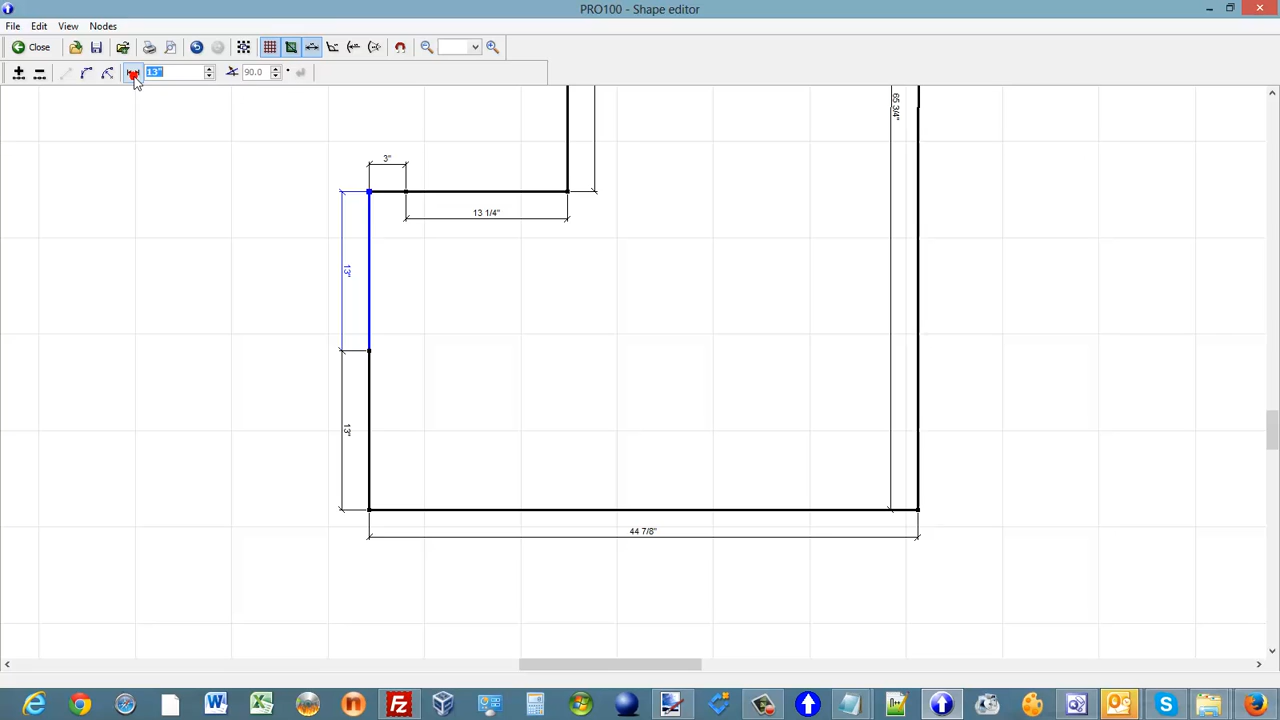 PRO100 - Shape editor
File Edit View Nodes
Close
13" 90.0 °
65 3/4"
3"
13 1/4"
13"
13"
44 7/8"